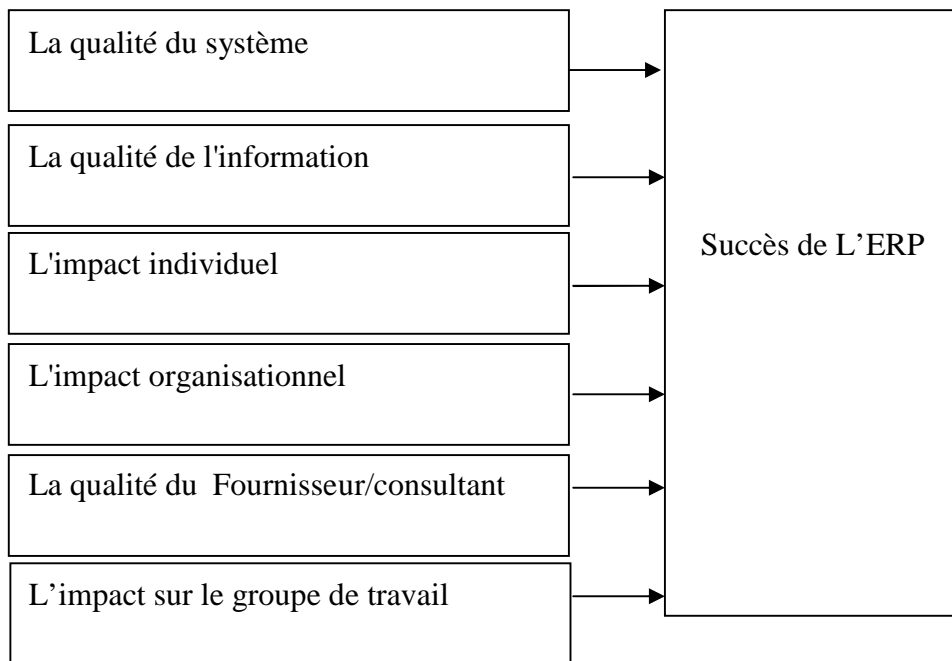 La qualité du système
La qualité de l'information
L'impact individuel
L'impact organisationnel
La qualité du  Fournisseur/consultant
L’impact sur le groupe de travail
Succès de L’ERP